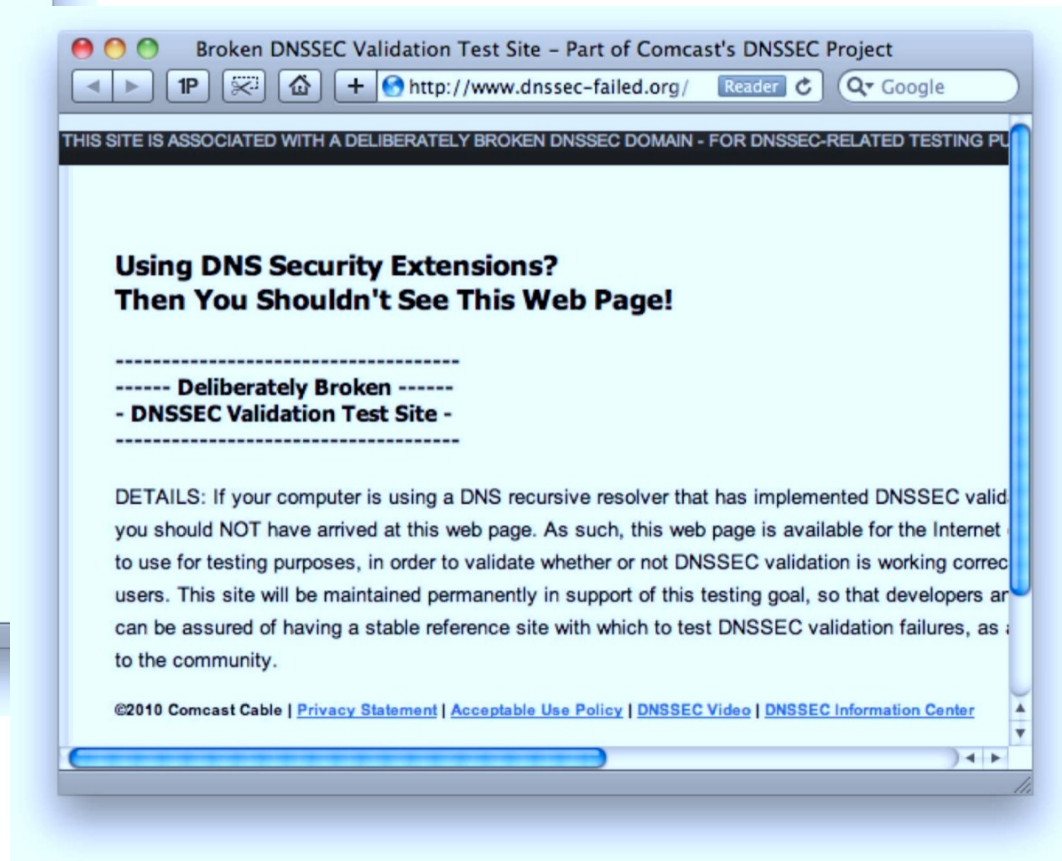 Broken DNSSEC Validation Test Site – Part of Comcast's DNSSEC Project
1P + http://www.dnssec-failed.org/ Reader Google
THIS SITE IS ASSOCIATED WITH A DELIBERATELY BROKEN DNSSEC DOMAIN - FOR DNSSEC-RELATED TESTING PU
Using DNS Security Extensions?
Then You Shouldn't See This Web Page!
-------------------------------------
------ Deliberately Broken ------
- DNSSEC Validation Test Site -
-------------------------------------
DETAILS: If your computer is using a DNS recursive resolver that has implemented DNSSEC valid
you should NOT have arrived at this web page. As such, this web page is available for the Internet
to use for testing purposes, in order to validate whether or not DNSSEC validation is working correc
users. This site will be maintained permanently in support of this testing goal, so that developers an
can be assured of having a stable reference site with which to test DNSSEC validation failures, as a
to the community.
©2010 Comcast Cable | Privacy Statement | Acceptable Use Policy | DNSSEC Video | DNSSEC Information Center